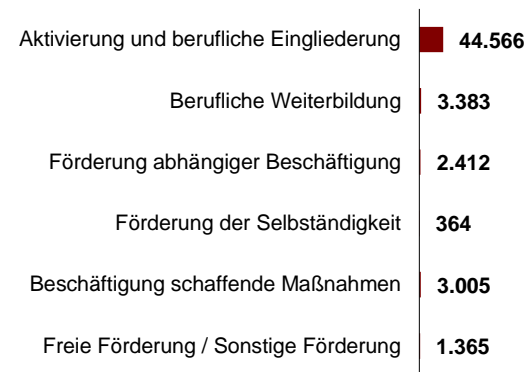 Aktivierung und berufliche Eingliederung 44.566
Berufliche Weiterbildung 3.383
Förderung abhängiger Beschäftigung 2.412
Förderung der Selbständigkeit 364
Beschäftigung schaffende Maßnahmen 3.005
Freie Förderung / Sonstige Förderung 1.365